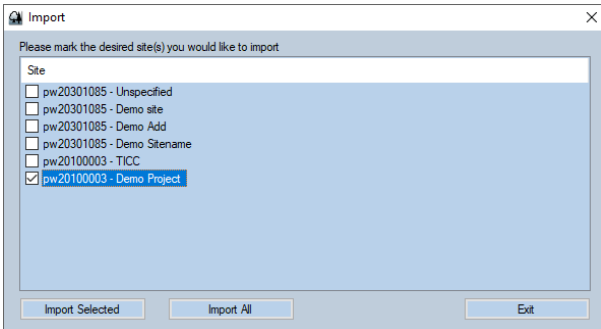 Import
Please mark the desired site(s) you would like to import
Site
pw20301085 - Unspecified
pw20301085 - Demo site
pw20301085 - Demo Add
pw20301085 - Demo Sitename
pw20100003 - TICC
pw20100003 - Demo Project
Import Selected Import All Exit